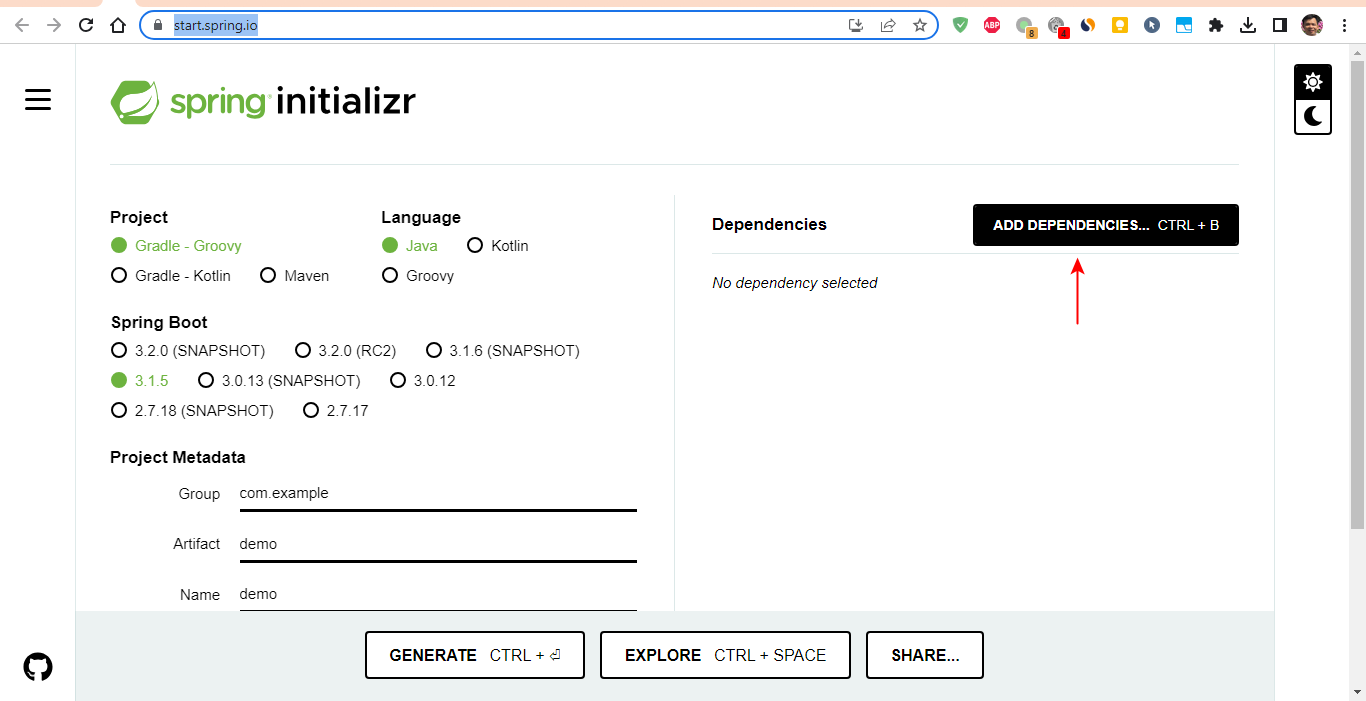 start.spring.io
ABP
8
4
spring initializr
Project
Gradle - Groovy
Gradle - Kotlin Maven
Language
Java Kotlin
Groovy
Spring Boot
3.2.0 (SNAPSHOT) 3.2.0 (RC2) 3.1.6 (SNAPSHOT)
3.1.5 3.0.13 (SNAPSHOT) 3.0.12
2.7.18 (SNAPSHOT) 2.7.17
Project Metadata
Group com.example
Artifact demo
Name demo
Dependencies ADD DEPENDENCIES... CTRL + B
No dependency selected
GENERATE CTRL + ⏎ EXPLORE CTRL + SPACE SHARE...